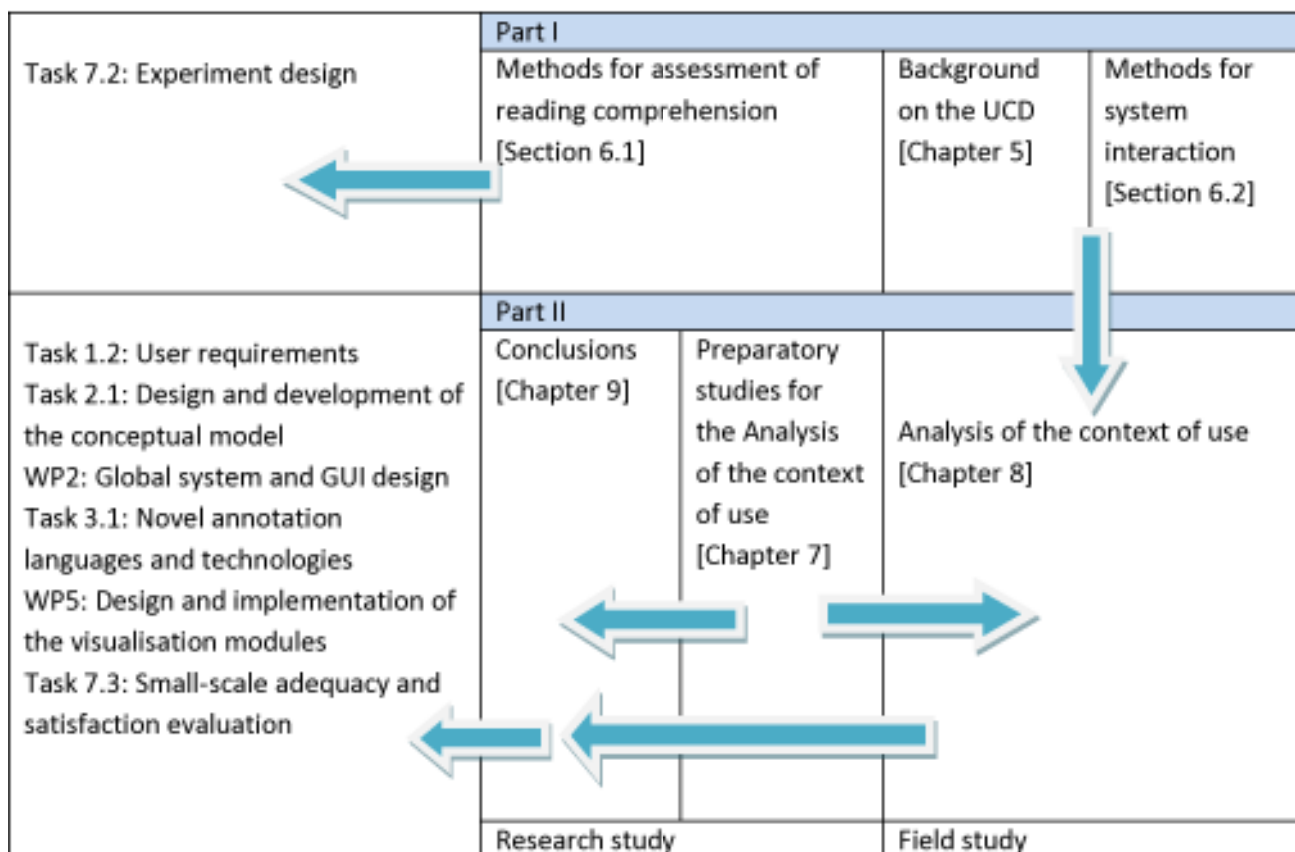 Task 7.2: Experiment design
Part I
Methods for assessment of
reading comprehension
[Section 6.1]
Background
on the UCD
[Chapter 5]
Methods for
system
interaction
[Section 6.2]
Task 1.2: User requirements
Task 2.1: Design and development of
the conceptual model
WP2: Global system and GUI design
Task 3.1: Novel annotation
languages and technologies
WP5: Design and implementation of
the visualisation modules
Task 7.3: Small-scale adequacy and
satisfaction evaluation
Part II
Conclusions
[Chapter 9]
Preparatory
studies for
the Analysis
of the context
of use
[Chapter 7]
Analysis of the context of use
[Chapter 8]
Research study
Field study